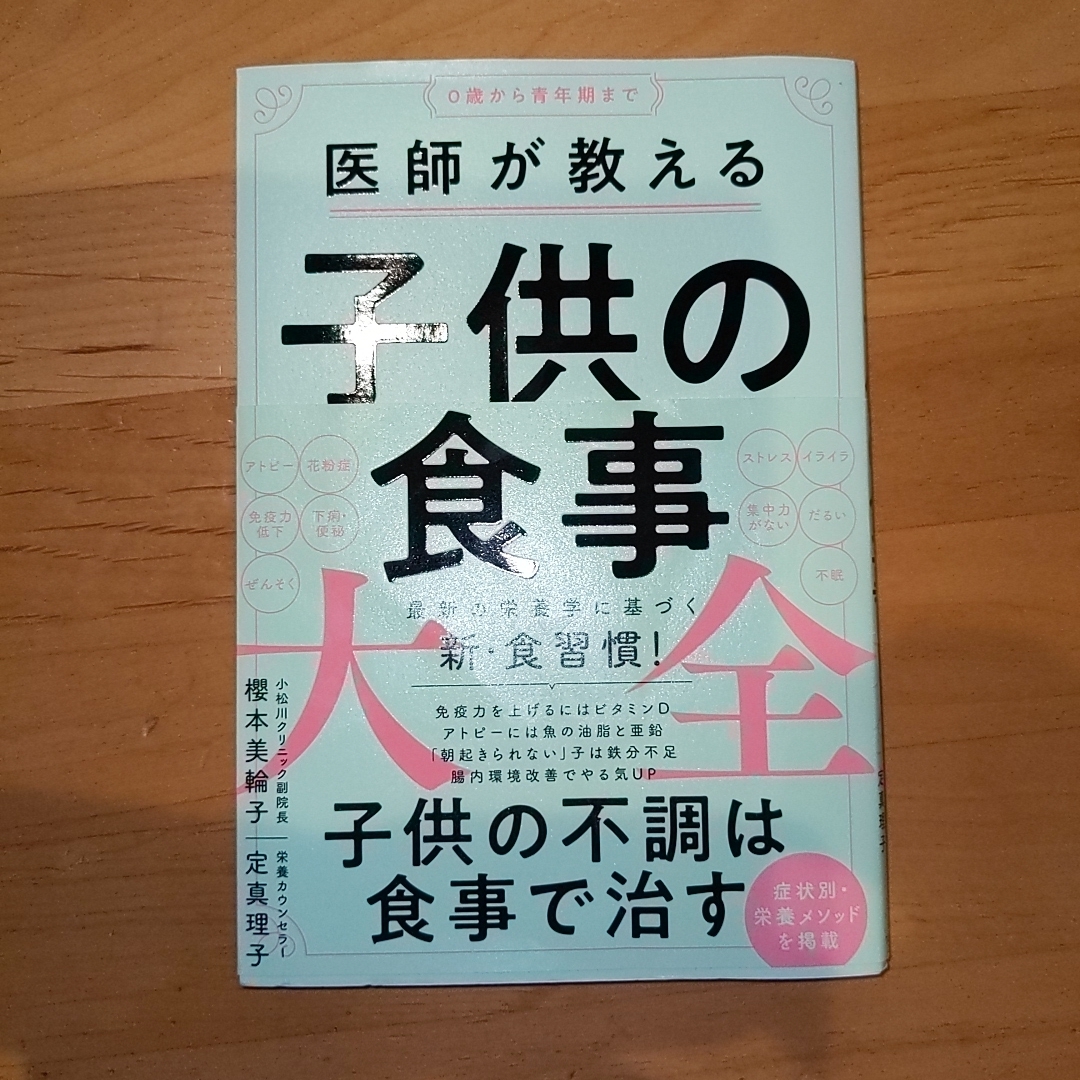 0歳から青年期まで
医師が教える
子供の
食事
大全
アトピー
花粉症
免疫力
低下
下痢・
便秘
ぜんそく
ストレス
イライラ
集中力
がない
だるい
不眠
最新の栄養学に基づく
新・食習慣!
免疫力を上げるにはビタミンD
アトピーには魚の油脂と亜鉛
「朝起きられない」子は鉄分不足
腸内環境改善でやる気UP
子供の不調は
食事で治す
症状別・
栄養メソッド
を掲載
小松川クリニック副院長
櫻本美輪子
栄養カウンセラー
定真理子
定真理子